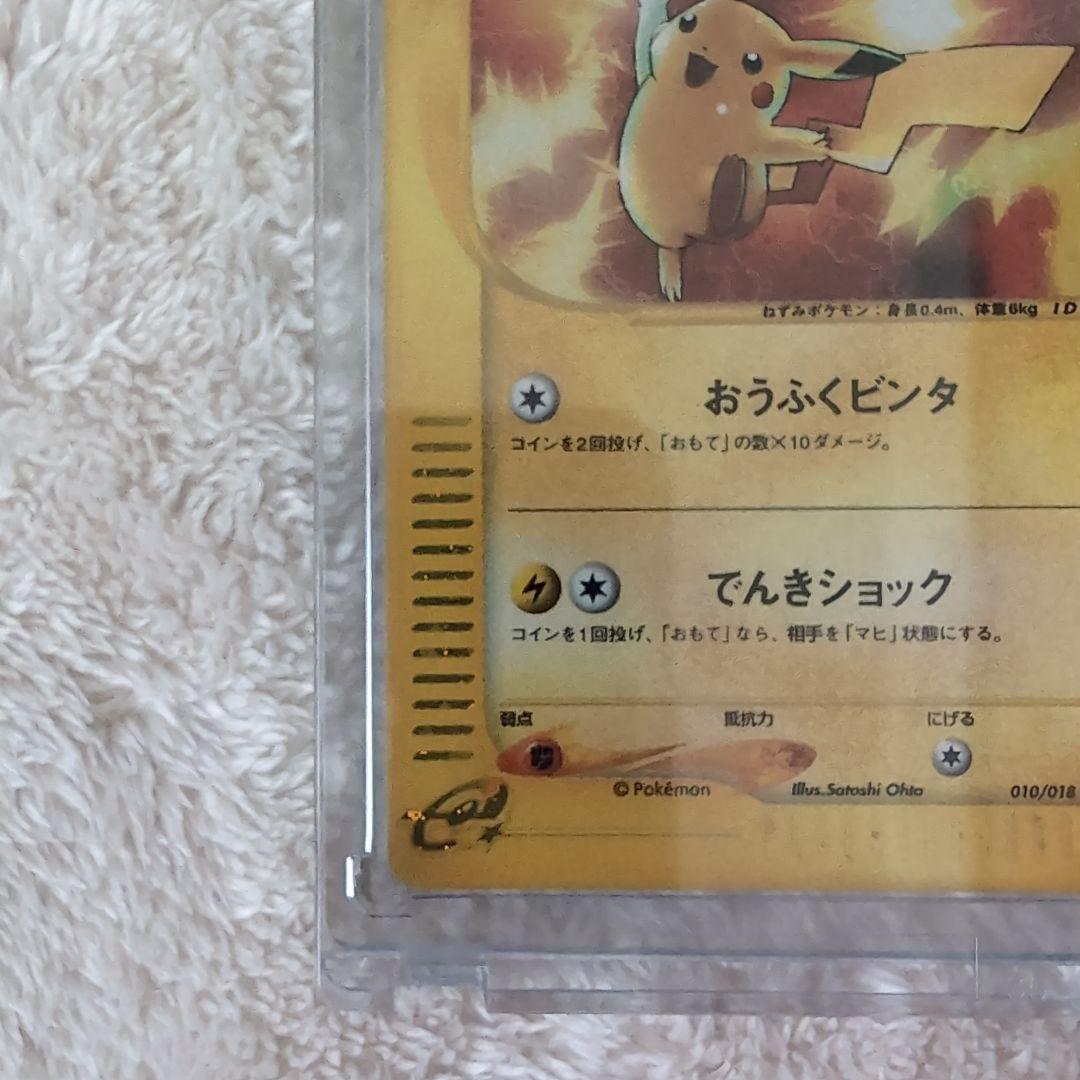 ねずみポケモン：身長0.4m、体重6kg ID
おうふくビンタ
コインを2回投げ、「おもて」の数×10ダメージ。
でんきショック
コインを1回投げ、「おもて」なら、相手を「マヒ」状態にする。
弱点 抵抗力 にげる
©Pokémon Illus.Satoshi Ohta 010/018